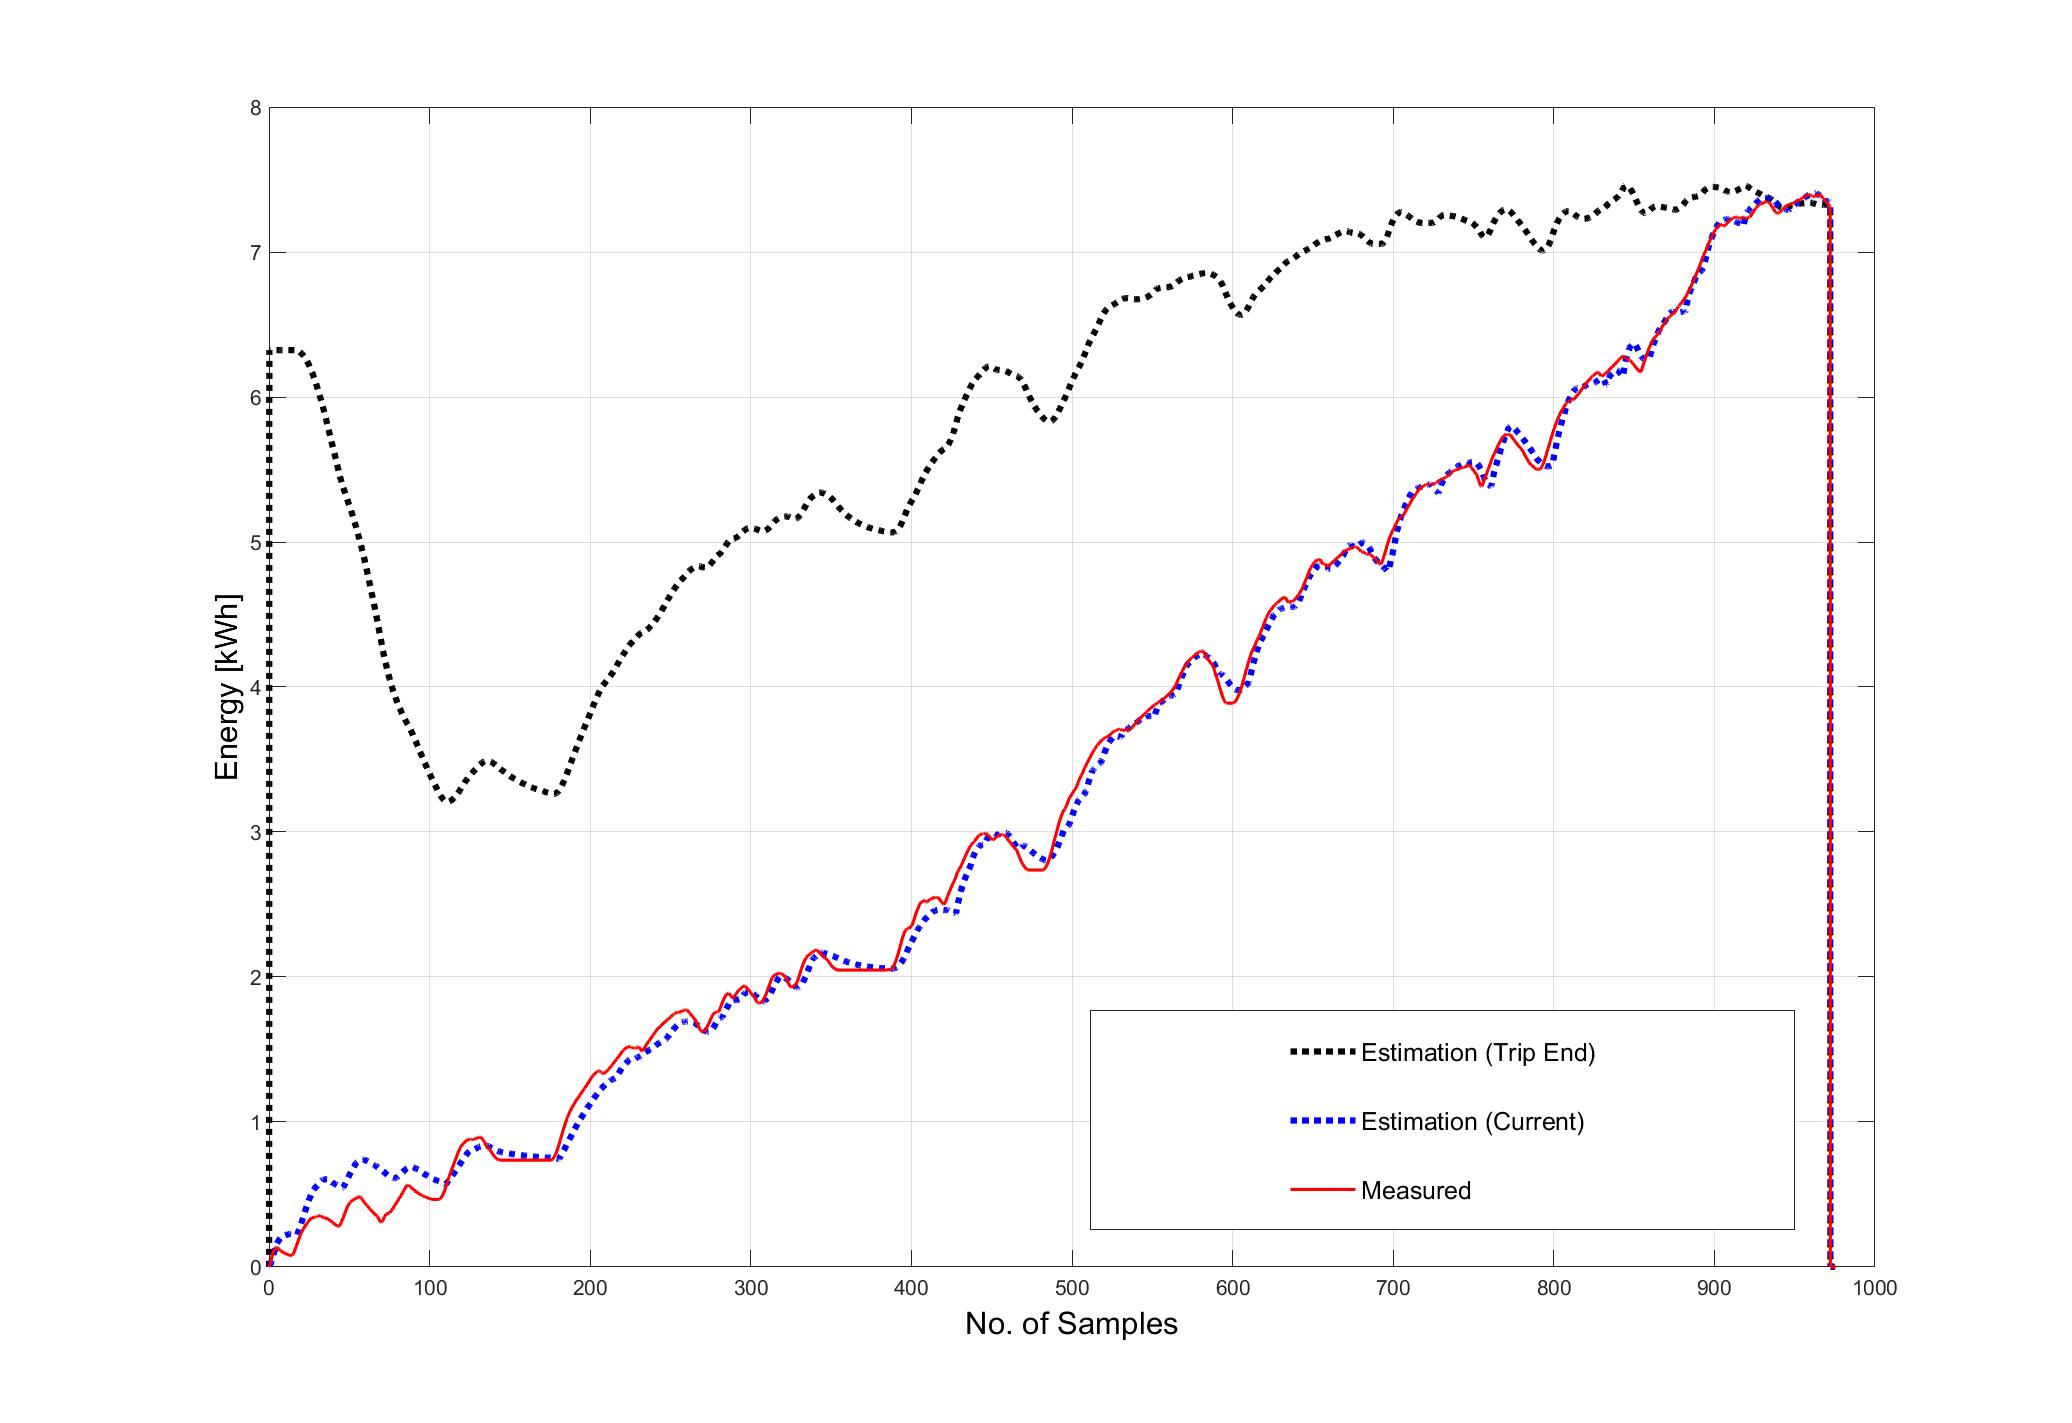 8
7
6
5
4
3
2
1
0
Energy [kWh]
Estimation (Trip End)
Estimation (Current)
Measured
0 100 200 300 400 500 600 700 800 900 1000
No. of Samples